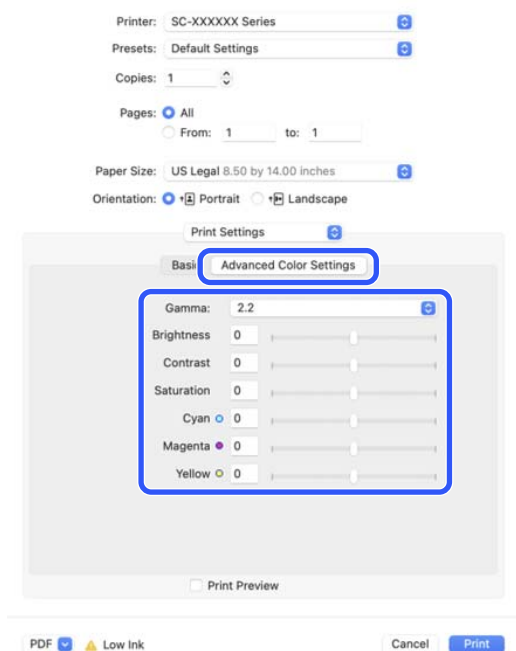 Printer: SC-XXXXXX Series
Presets: Default Settings
Copies: 1
Pages: All
From: 1 to: 1
Paper Size: US Legal 8.50 by 14.00 inches
Orientation: Portrait Landscape
Print Settings
Basi Advanced Color Settings
Gamma: 2.2
Brightness 0
Contrast 0
Saturation 0
Cyan 0
Magenta 0
Yellow 0
Print Preview
PDF Low Ink Cancel Print